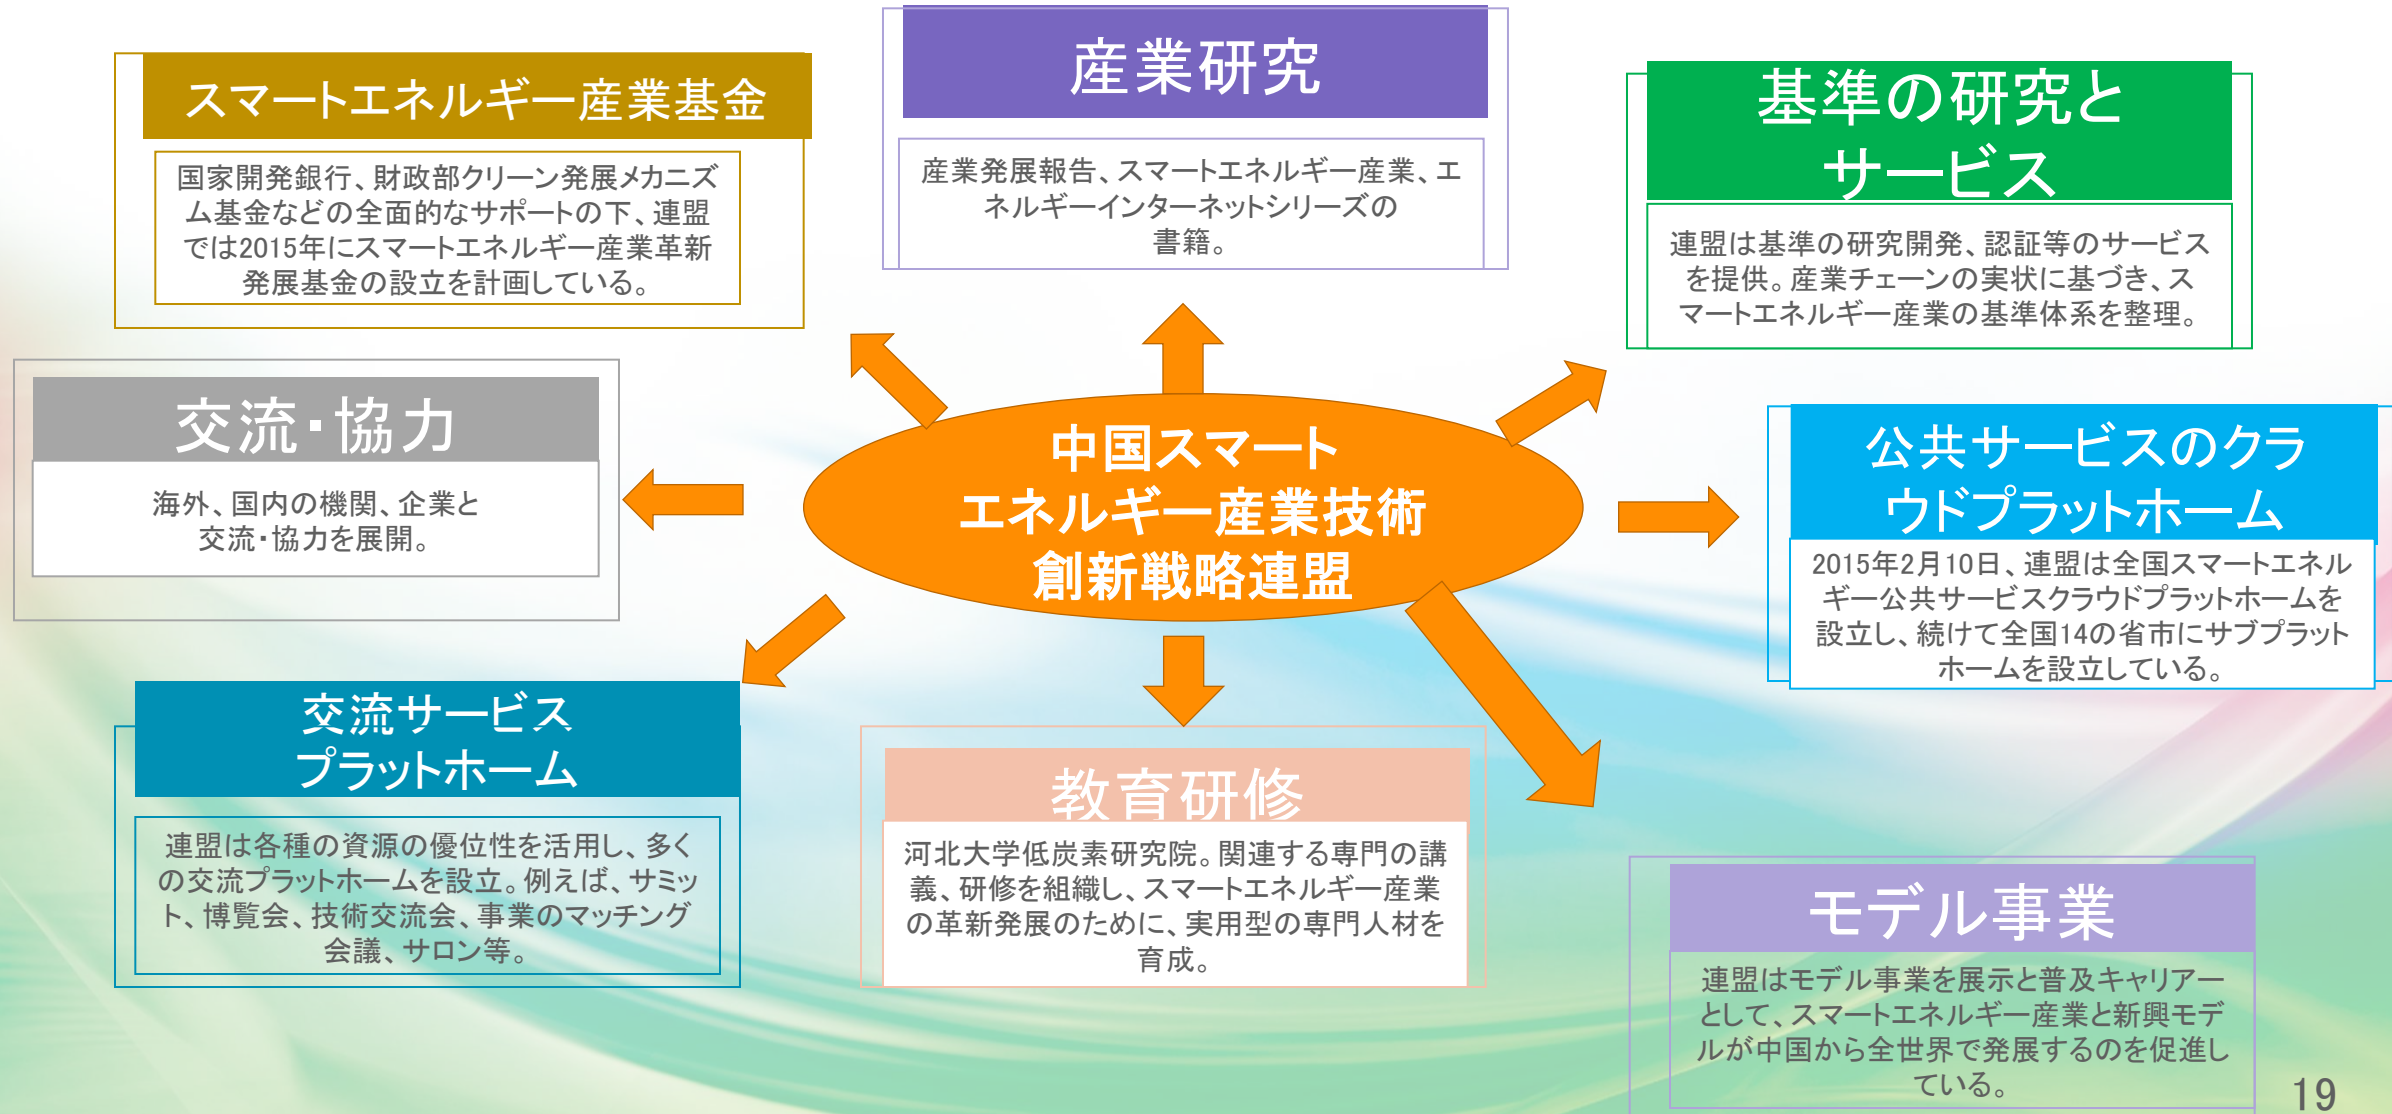 産業研究
産業発展報告、スマートエネルギー産業、エ
ネルギーインターネットシリーズの
書籍。
スマートエネルギー産業基金
国家開発銀行、財政部クリーン発展メカニズ
ム基金などの全面的なサポートの下、連盟
では2015年にスマートエネルギー産業革新
発展基金の設立を計画している。
基準の研究と
サービス
連盟は基準の研究開発、認証等のサービス
を提供。産業チェーンの実状に基づき、ス
マートエネルギー産業の基準体系を整理。
交流・協力
海外、国内の機関、企業と
交流・協力を展開。
中国スマート
エネルギー産業技術
創新戦略連盟
公共サービスのクラ
ウドプラットホーム
2015年2月10日、連盟は全国スマートエネル
ギー公共サービスクラウドプラットホームを
設立し、続けて全国14の省市にサブプラット
ホームを設立している。
交流サービス
プラットホーム
連盟は各種の資源の優位性を活用し、多く
の交流プラットホームを設立。例えば、サミッ
ト、博覧会、技術交流会、事業のマッチング
会議、サロン等。
教育研修
河北大学低炭素研究院。関連する専門の講
義、研修を組織し、スマートエネルギー産業
の革新発展のために、実用型の専門人材を
育成。
モデル事業
連盟はモデル事業を展示と普及キャリアー
として、スマートエネルギー産業と新興モデ
ルが中国から全世界で発展するのを促進し
ている。
19